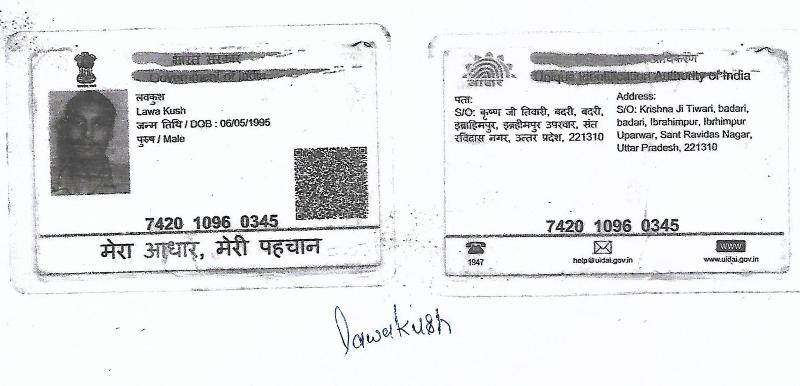 भारत सरकार
Government of India
लवकुश
Lawa Kush
जन्म तिथि / DOB : 06/05/1995
पुरुष / Male
7420 1096 0345
मेरा आधार, मेरी पहचान
आधार
प्राधिकरण
Unique Identification Authority of India
पता:
S/O: कृष्ण जी तिवारी, बदरी, बदरी,
इब्राहिमपुर, इब्रहीमपुर उपरवार, संत
रविदास नगर, उत्तर प्रदेश, 221310
Address:
S/O: Krishna Ji Tiwari, badari,
badari, Ibrahimpur, Ibrhimpur
Uparwar, Sant Ravidas Nagar,
Uttar Pradesh, 221310
7420 1096 0345
1947
help@uidai.gov.in
WWW
www.uidai.gov.in
Lawakush